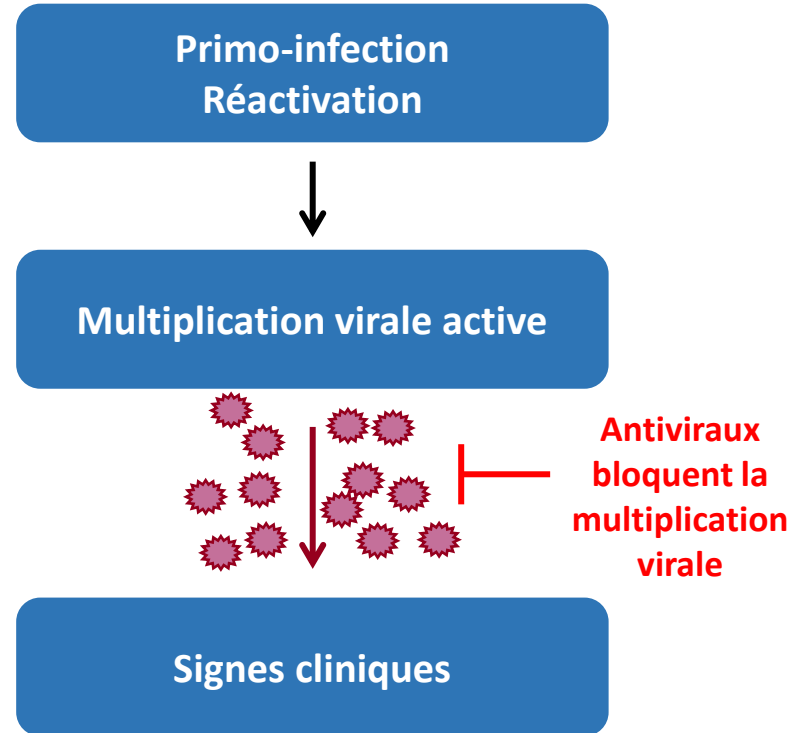 Primo-infection
Réactivation
Multiplication virale active
Antiviraux
bloquent la
multiplication
virale
Signes cliniques